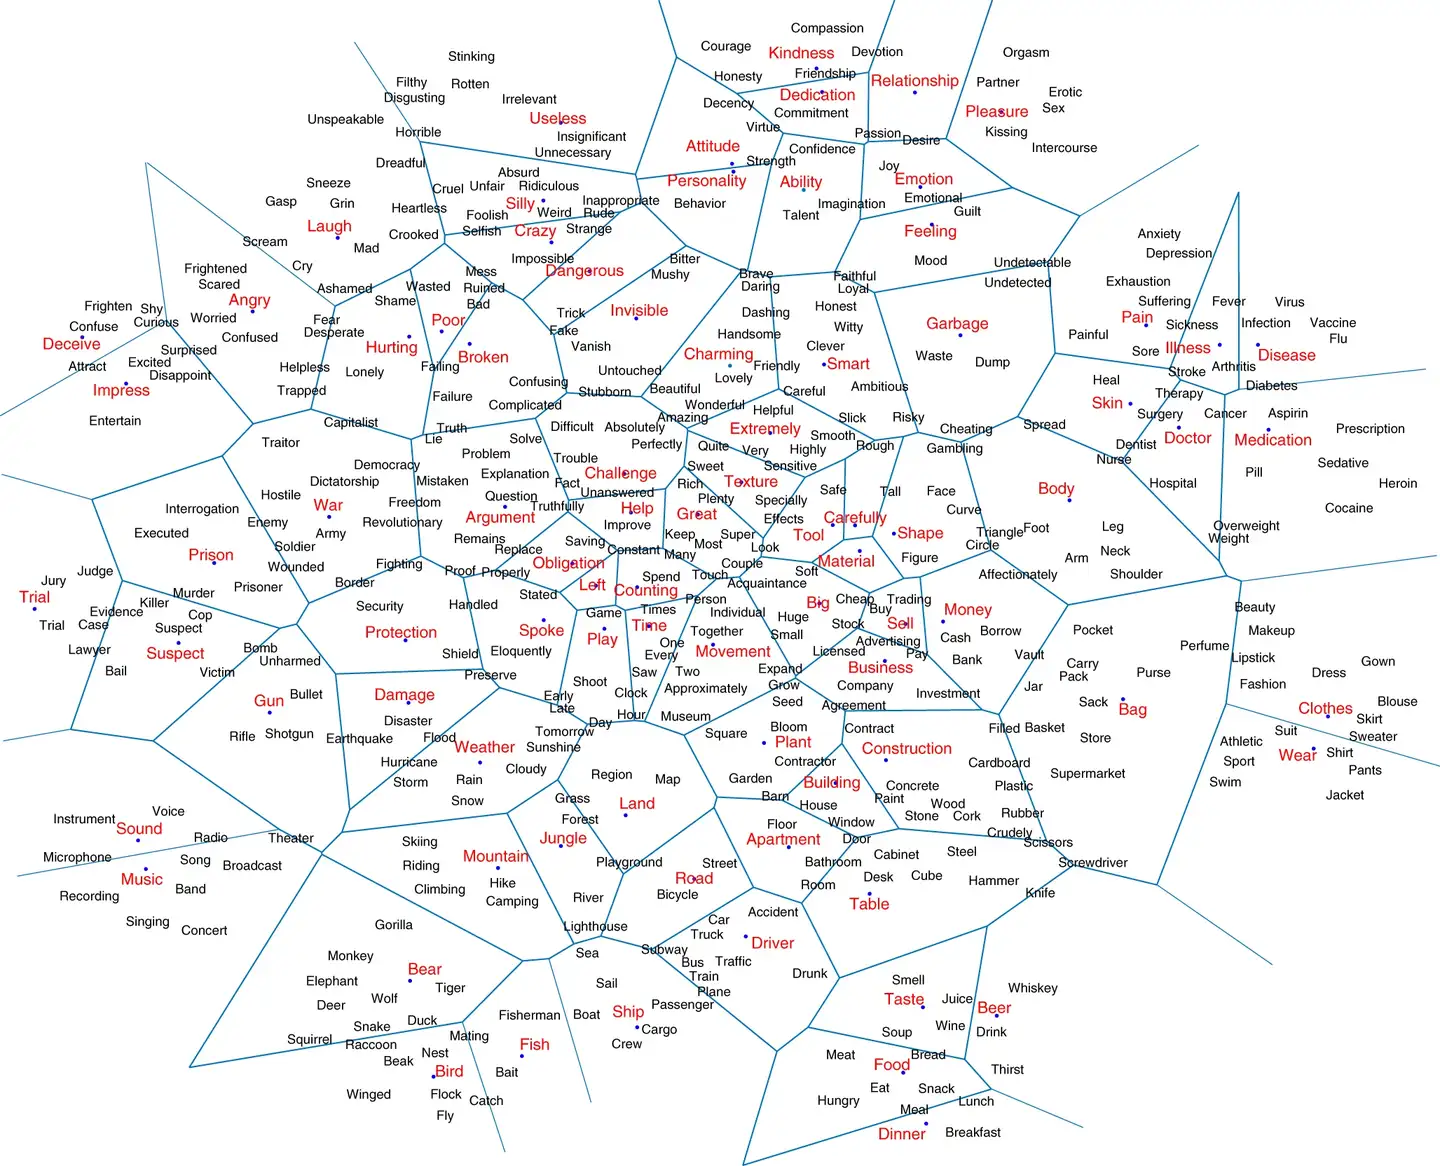 Compassion
Courage
Kindness
Devotion
Orgasm
Stinking
Honesty
Friendship
Relationship
Partner
Filthy
Rotten
Disgusting
Irrelevant
Decency
Dedication
Erotic
Commitment
Pleasure
Sex
Unspeakable
Useless
Horrible
Insignificant
Virtue
Passion
Desire
Kissing
Unnecessary
Attitude
Confidence
Intercourse
Dreadful
Strength
Joy
Absurd
Sneeze
Cruel
Unfair
Ridiculous
Personality
Ability
Emotion
Gasp
Grin
Heartless
Silly
Inappropriate
Behavior
Imagination
Emotional
Foolish
Weird
Rude
Talent
Guilt
Laugh
Crooked
Selfish
Crazy
Strange
Feeling
Anxiety
Scream
Mad
Impossible
Bitter
Mood
Undetectable
Depression
Frightened
Cry
Mess
Dangerous
Mushy
Brave
Faithful
Undetected
Exhaustion
Scared
Ashamed
Wasted
Ruined
Daring
Loyal
Suffering
Fever
Virus
Frighten
Shy
Angry
Shame
Bad
Trick
Invisible
Dashing
Honest
Pain
Confuse
Curious
Worried
Fear
Poor
Fake
Witty
Garbage
Sickness
Infection
Vaccine
Deceive
Confused
Desperate
Handsome
Painful
Flu
Surprised
Hurting
Broken
Vanish
Charming
Clever
Waste
Sore
Illness
Disease
Attract
Excited
Helpless
Lonely
Failing
Untouched
Friendly
Smart
Dump
Stroke
Arthritis
Impress
Disappoint
Trapped
Confusing
Lovely
Heal
Diabetes
Failure
Stubborn
Beautiful
Careful
Ambitious
Therapy
Entertain
Capitalist
Complicated
Wonderful
Skin
Surgery
Cancer
Aspirin
Amazing
Helpful
Slick
Risky
Traitor
Truth
Difficult
Absolutely
Extremely
Cheating
Spread
Prescription
Lie
Solve
Perfectly
Quite
Very
Smooth
Rough
Gambling
Dentist
Doctor
Medication
Problem
Trouble
Highly
Nurse
Sedative
Democracy
Explanation
Challenge
Sweet
Sensitive
Pill
Dictatorship
Mistaken
Fact
Rich
Texture
Body
Hospital
Heroin
Hostile
Freedom
Question
Unanswered
Plenty
Specially
Safe
Tall
Face
Interrogation
War
Truthfully
Help
Great
Curve
Cocaine
Enemy
Revolutionary
Argument
Improve
Effects
Carefully
Executed
Army
Remains
Keep
Super
Tool
Shape
Triangle
Foot
Leg
Overweight
Soldier
Replace
Saving
Constant
Most
Look
Circle
Weight
Prison
Wounded
Fighting
Obligation
Many
Couple
Material
Figure
Arm
Neck
Judge
Border
Proof
Properly
Touch
Soft
Affectionately
Shoulder
Jury
Prisoner
Left
Spend
Acquaintance
Trial
Murder
Stated
Counting
Person
Big
Cheap
Trading
Evidence
Killer
Security
Handled
Game
Times
Individual
Huge
Buy
Money
Beauty
Trial
Case
Cop
Protection
Spoke
Play
Time
Together
Small
Stock
Sell
Cash
Borrow
Pocket
Makeup
Suspect
One
Advertising
Lawyer
Suspect
Bomb
Shield
Eloquently
Every
Movement
Licensed
Pay
Bank
Vault
Perfume
Bail
Victim
Unharmed
Preserve
Saw
Two
Expand
Business
Carry
Lipstick
Gown
Gun
Bullet
Damage
Shoot
Approximately
Grow
Company
Jar
Pack
Purse
Fashion
Dress
Early
Clock
Seed
Investment
Sack
Bag
Blouse
Late
Hour
Museum
Agreement
Clothes
Rifle
Shotgun
Disaster
Day
Bloom
Contract
Filled
Basket
Skirt
Earthquake
Flood
Weather
Tomorrow
Square
Plant
Store
Suit
Sweater
Sunshine
Construction
Athletic
Hurricane
Contractor
Cardboard
Sport
Wear
Shirt
Storm
Rain
Cloudy
Region
Map
Garden
Building
Supermarket
Pants
Snow
Grass
Barn
Concrete
Plastic
Swim
Jacket
Voice
Land
House
Paint
Wood
Rubber
Instrument
Forest
Stone
Cork
Sound
Radio
Theater
Skiing
Jungle
Floor
Window
Crudely
Apartment
Door
Scissors
Microphone
Song
Broadcast
Riding
Mountain
Playground
Street
Bathroom
Cabinet
Steel
Screwdriver
Music
Climbing
Hike
Road
Room
Desk
Cube
Hammer
Recording
Band
Camping
River
Bicycle
Table
Knife
Singing
Concert
Gorilla
Lighthouse
Car
Accident
Truck
Driver
Monkey
Sea
Subway
Bus
Traffic
Elephant
Bear
Sail
Train
Drunk
Smell
Deer
Wolf
Tiger
Plane
Taste
Juice
Whiskey
Snake
Duck
Fisherman
Boat
Ship
Passenger
Beer
Squirrel
Raccoon
Mating
Cargo
Soup
Wine
Drink
Beak
Nest
Fish
Crew
Meat
Bread
Bird
Bait
Food
Thirst
Winged
Flock
Catch
Eat
Snack
Fly
Hungry
Meal
Lunch
Dinner
Breakfast